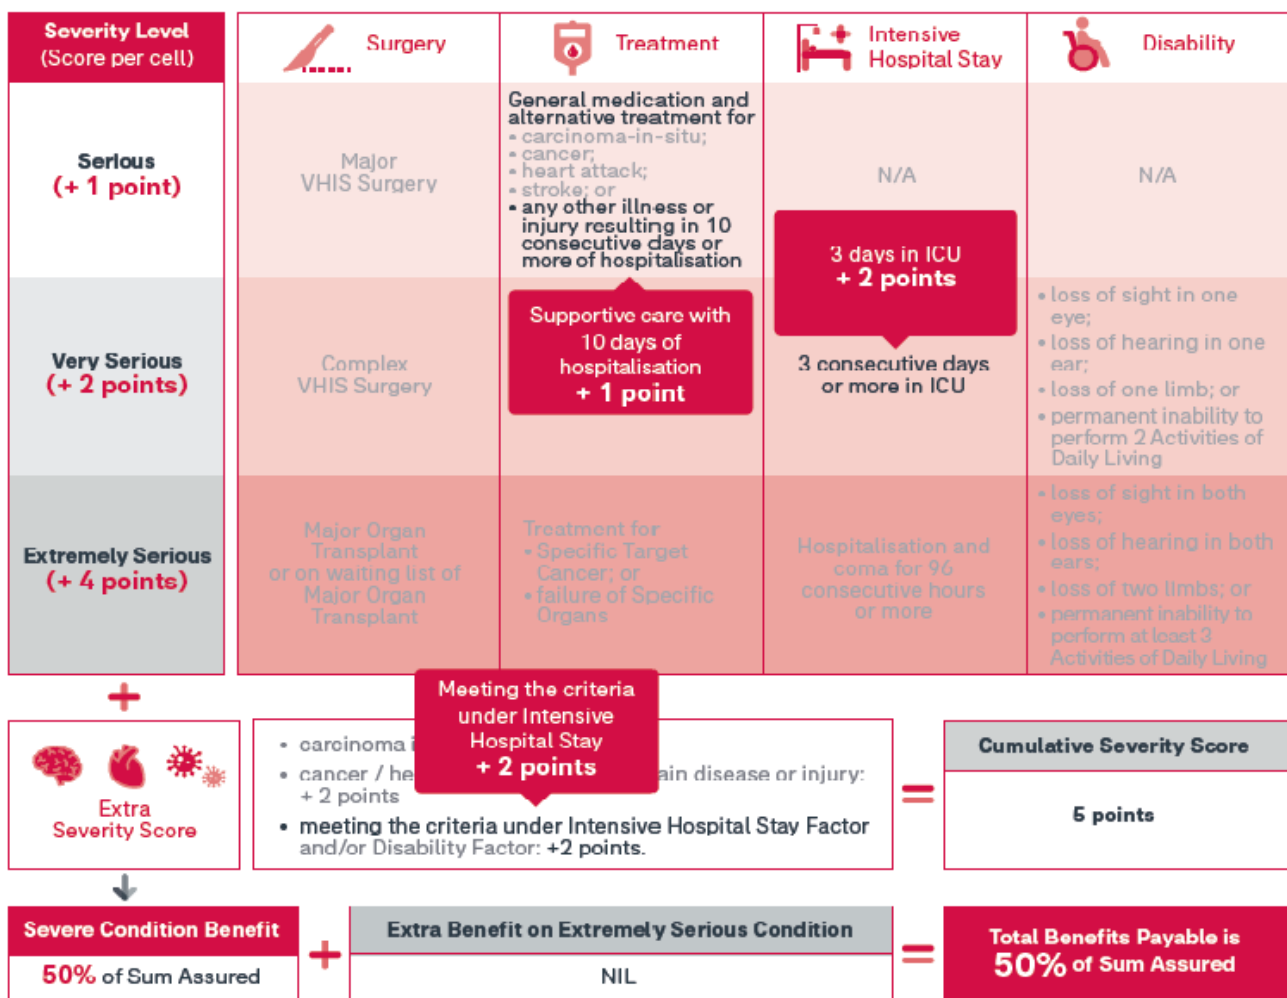 Severity Level
(Score per cell)
Surgery
Treatment
Intensive
Hospital Stay
Disability
Serious
(+ 1 point)
Major
VHIS Surgery
General medication and
alternative treatment for
• carcinoma-in-situ;
• cancer;
• heart attack;
• stroke; or
• any other illness or
injury resulting in 10
consecutive days or
more of hospitalisation
N/A
N/A
3 days in ICU
+ 2 points
Very Serious
(+ 2 points)
Complex
VHIS Surgery
Supportive care with
10 days of
hospitalisation
+ 1 point
3 consecutive days
or more in ICU
• loss of sight in one
eye;
• loss of hearing in one
ear;
• loss of one limb; or
• permanent inability to
perform 2 Activities of
Daily Living
Extremely Serious
(+ 4 points)
Major Organ
Transplant
or on waiting list of
Major Organ
Transplant
Treatment for
• Specific Target
Cancer; or
• failure of Specific
Organs
Hospitalisation and
coma for 96
consecutive hours
or more
• loss of sight in both
eyes;
• loss of hearing in both
ears;
• loss of two limbs; or
• permanent inability to
perform at least 3
Activities of Daily Living
+
Extra
Severity Score
Meeting the criteria
under Intensive
Hospital Stay
+ 2 points
• carcinoma
• cancer / disease or injury:
+ 2 points
• meeting the criteria under Intensive Hospital Stay Factor
and/or Disability Factor: +2 points.
=
Cumulative Severity Score
5 points
Severe Condition Benefit
50% of Sum Assured
+
Extra Benefit on Extremely Serious Condition
NIL
=
Total Benefits Payable is
50% of Sum Assured